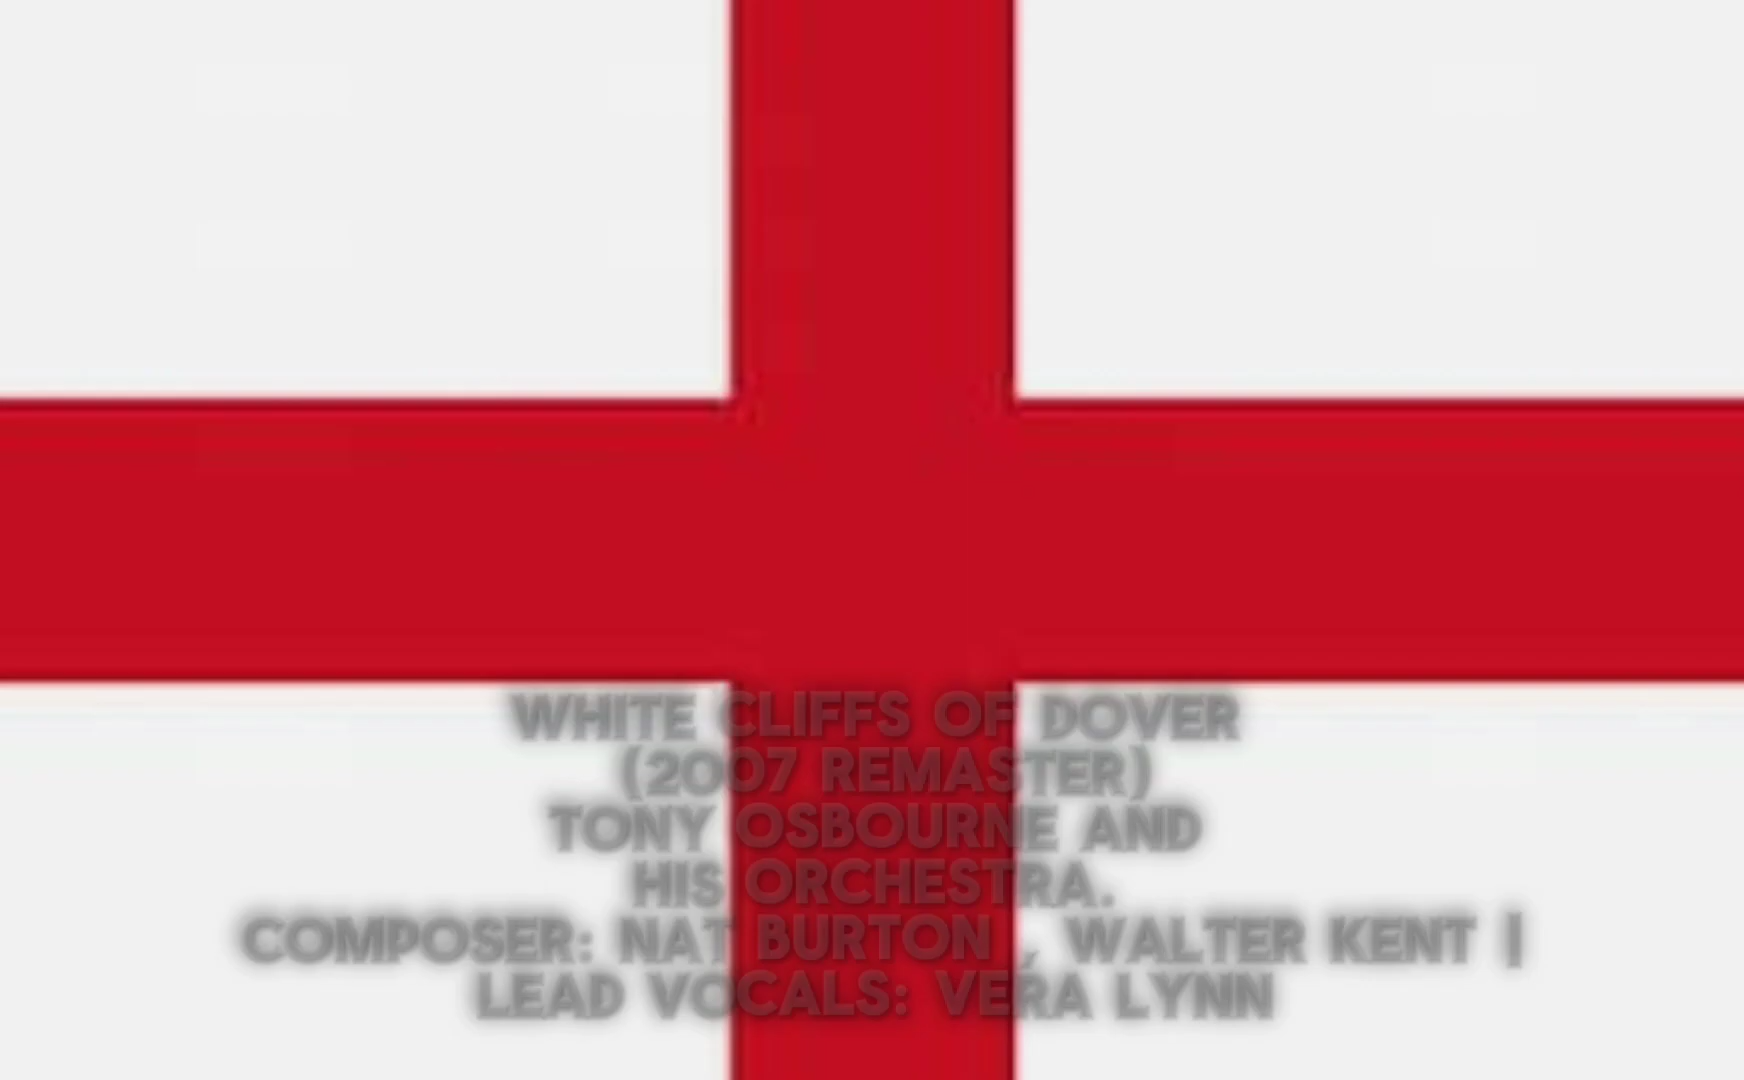 WHITE CLIFFS OF DOVER
(2007 REMASTER)
TONY OSBOURNE AND
HIS ORCHESTRA.
COMPOSER: NAT BURTON , WALTER KENT |
LEAD VOCALS: VERA LYNN